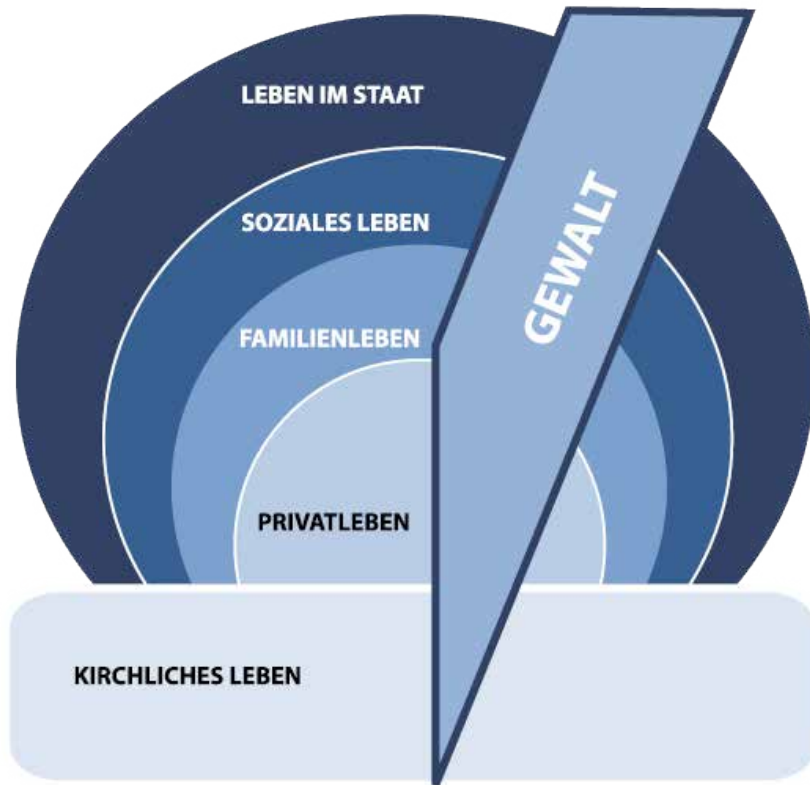 LEBEN IM STAAT
SOZIALES LEBEN
GEWALT
FAMILIENLEBEN
PRIVATLEBEN
KIRCHLICHES LEBEN